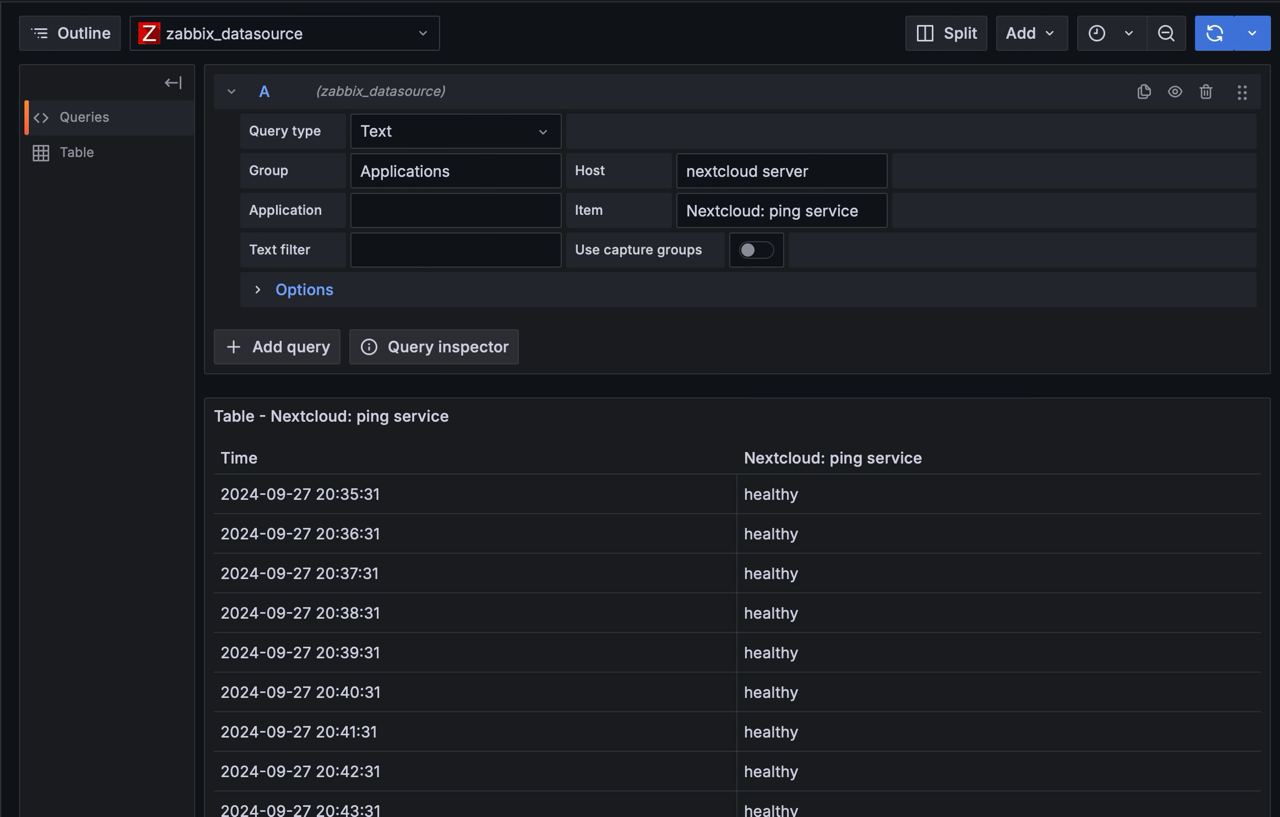 Outline
Z zabbix_datasource
Split
Add
Queries
Table
A (zabbix_datasource)
Query type Text
Group Applications Host nextcloud server
Application Item Nextcloud: ping service
Text filter Use capture groups
Options
Add query Query inspector
Table - Nextcloud: ping service
Time Nextcloud: ping service
2024-09-27 20:35:31 healthy
2024-09-27 20:36:31 healthy
2024-09-27 20:37:31 healthy
2024-09-27 20:38:31 healthy
2024-09-27 20:39:31 healthy
2024-09-27 20:40:31 healthy
2024-09-27 20:41:31 healthy
2024-09-27 20:42:31 healthy
2024-09-27 20:43:31 healthy